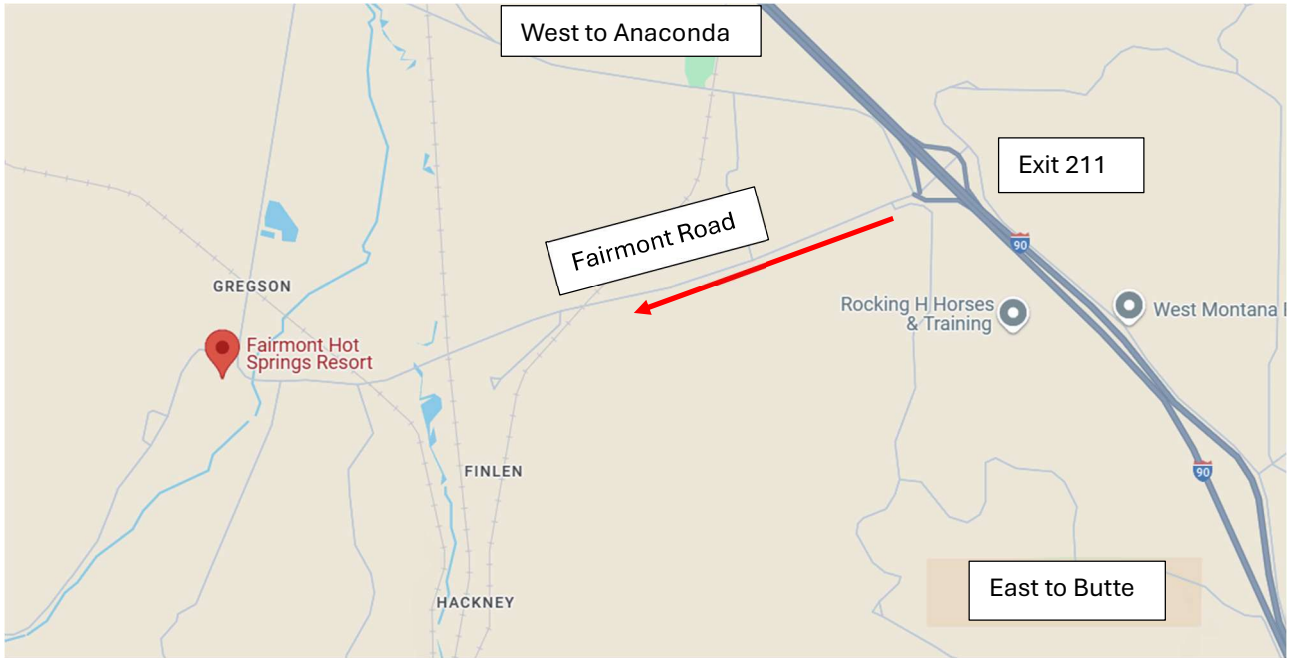 West to Anaconda
Exit 211
Fairmont Road
90
GREGSON
Rocking H Horses
& Training
West Montana
Fairmont Hot
Springs Resort
FINLEN
90
East to Butte
HACKNEY